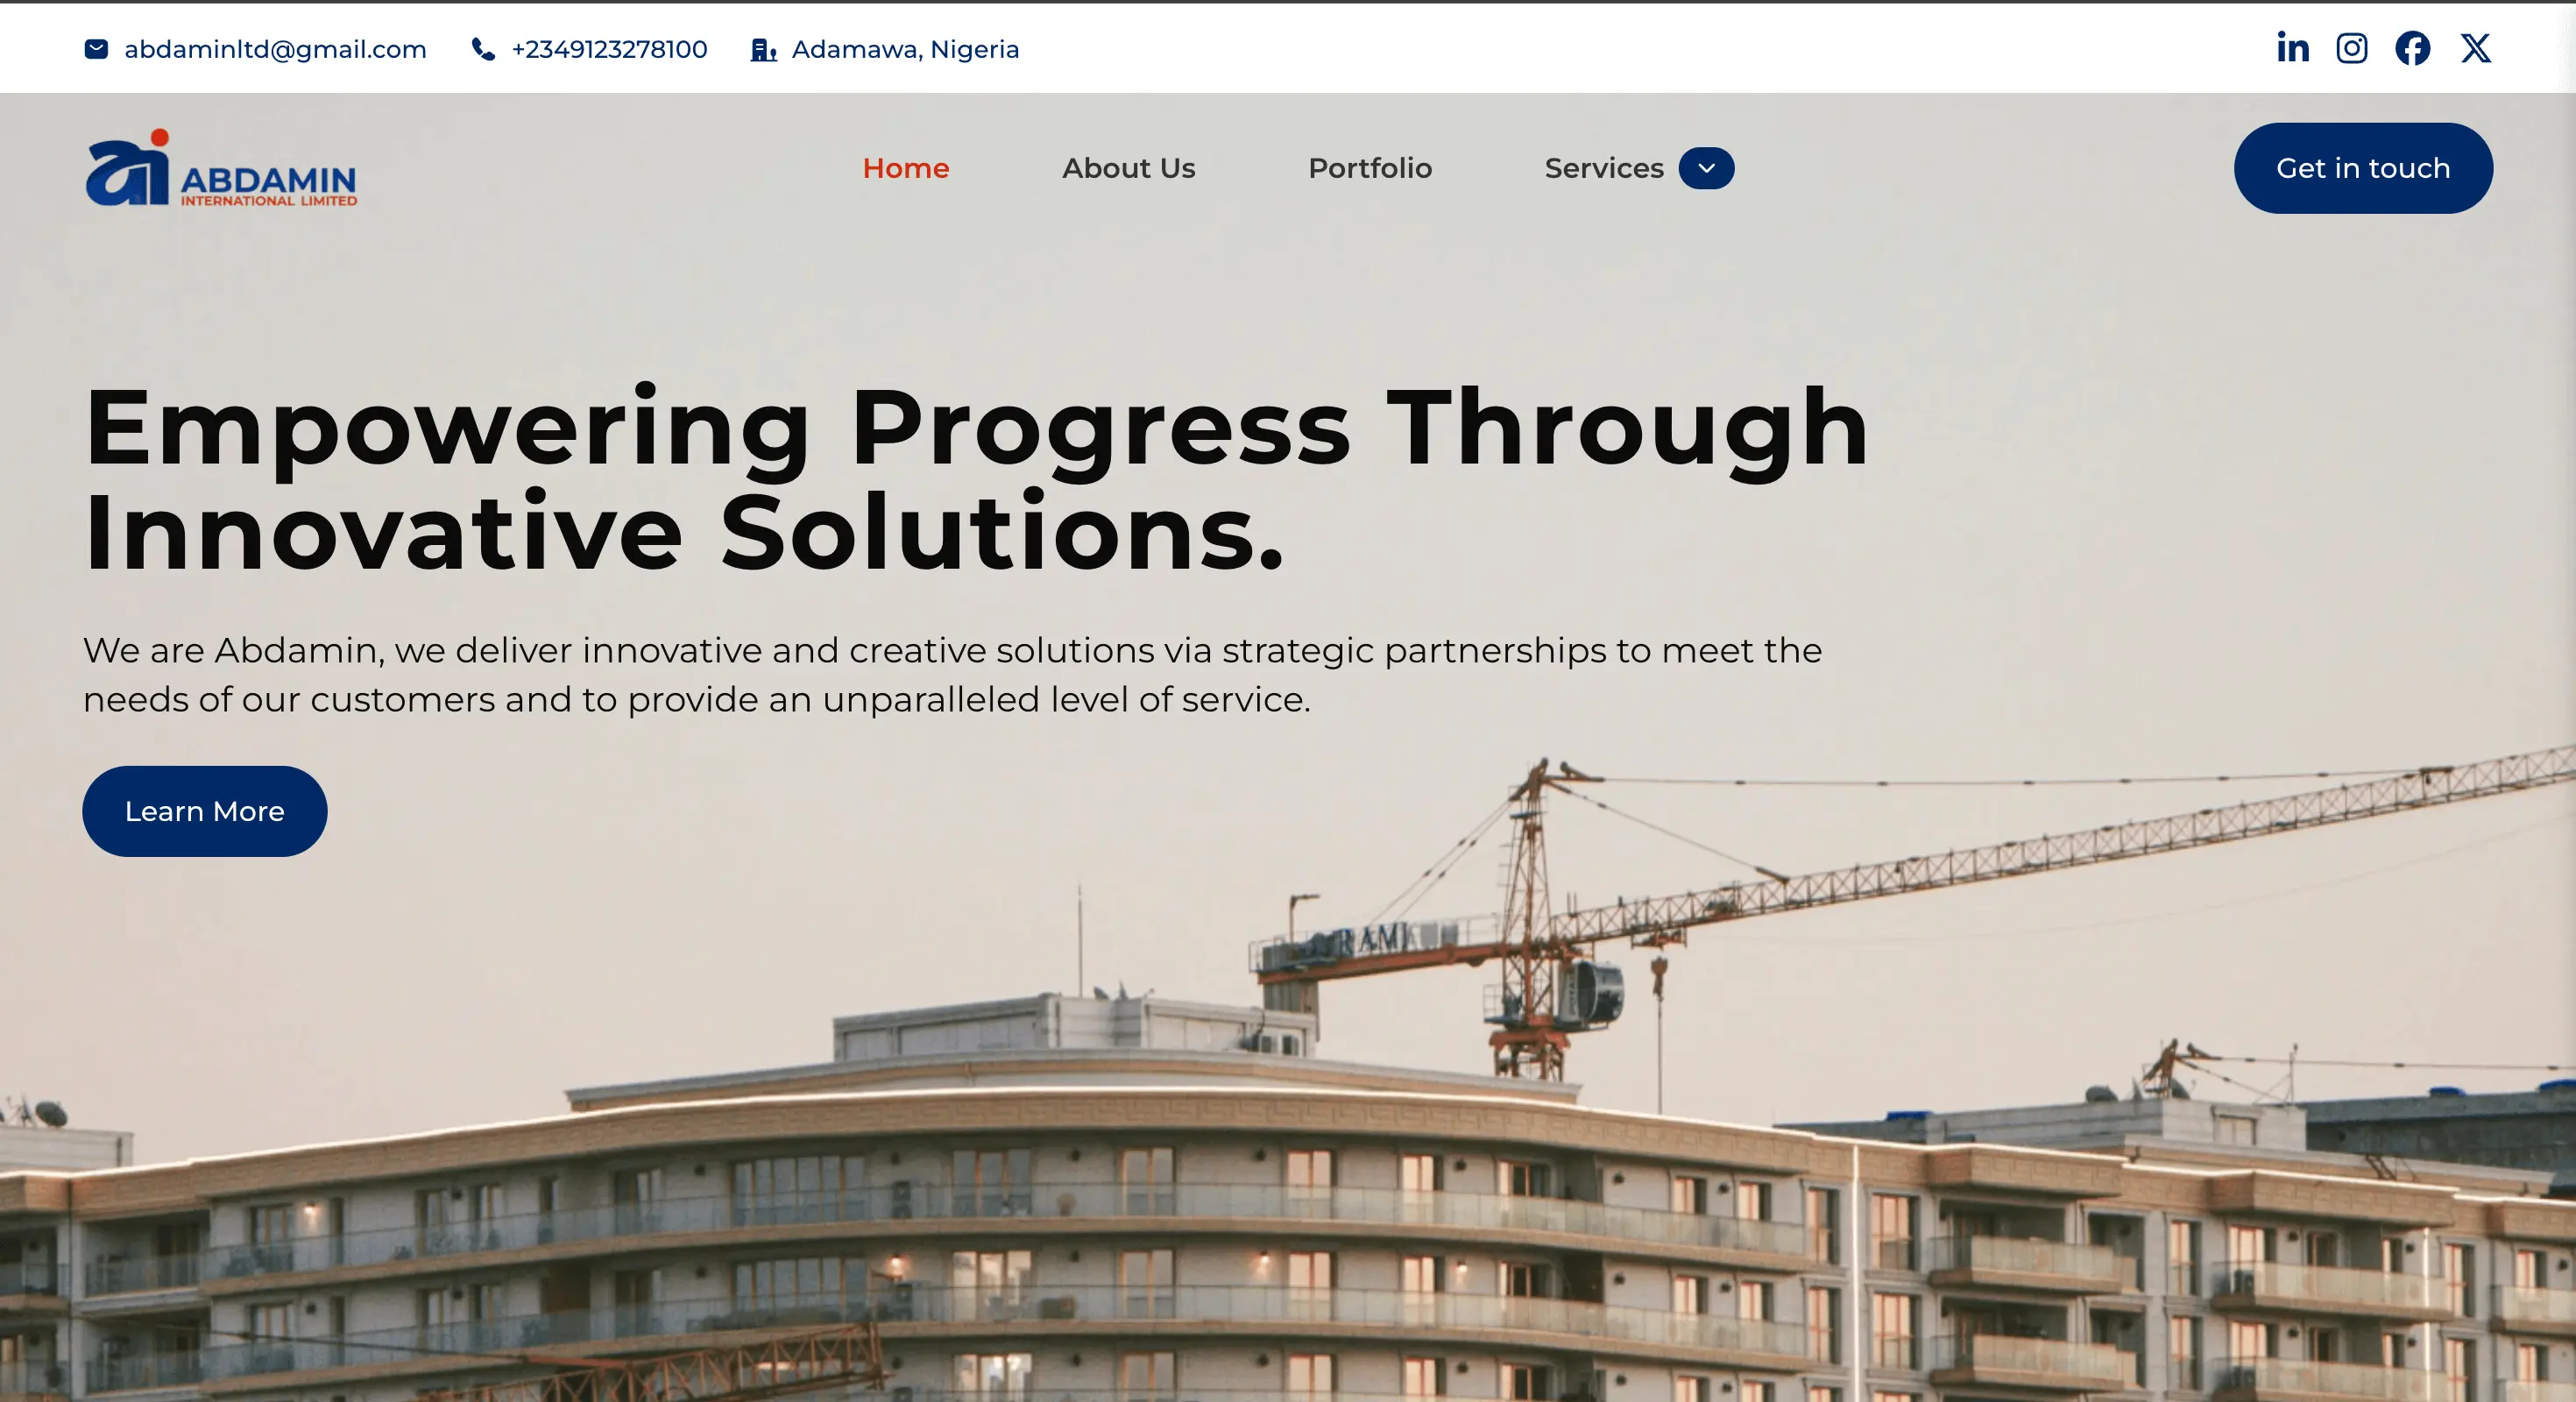 abdaminltd@gmail.com +2349123278100 Adamawa, Nigeria
ai ABDAMIN
INTERNATIONAL LIMITED
Home About Us Portfolio Services
Get in touch
Empowering Progress Through
Innovative Solutions.
We are Abdamin, we deliver innovative and creative solutions via strategic partnerships to meet the
needs of our customers and to provide an unparalleled level of service.
Learn More